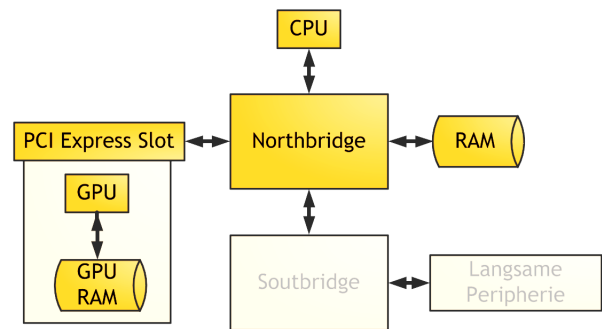 CPU
PCI Express Slot
Northbridge
RAM
GPU
GPU
RAM
Soutbridge
Langsame
Peripherie